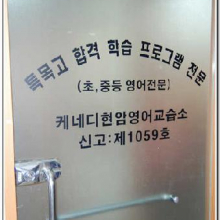 특목고 합격 학습 프로그램 전문
(초,중등 영어전문)
케네디현암영어교습소
신고:제1059호